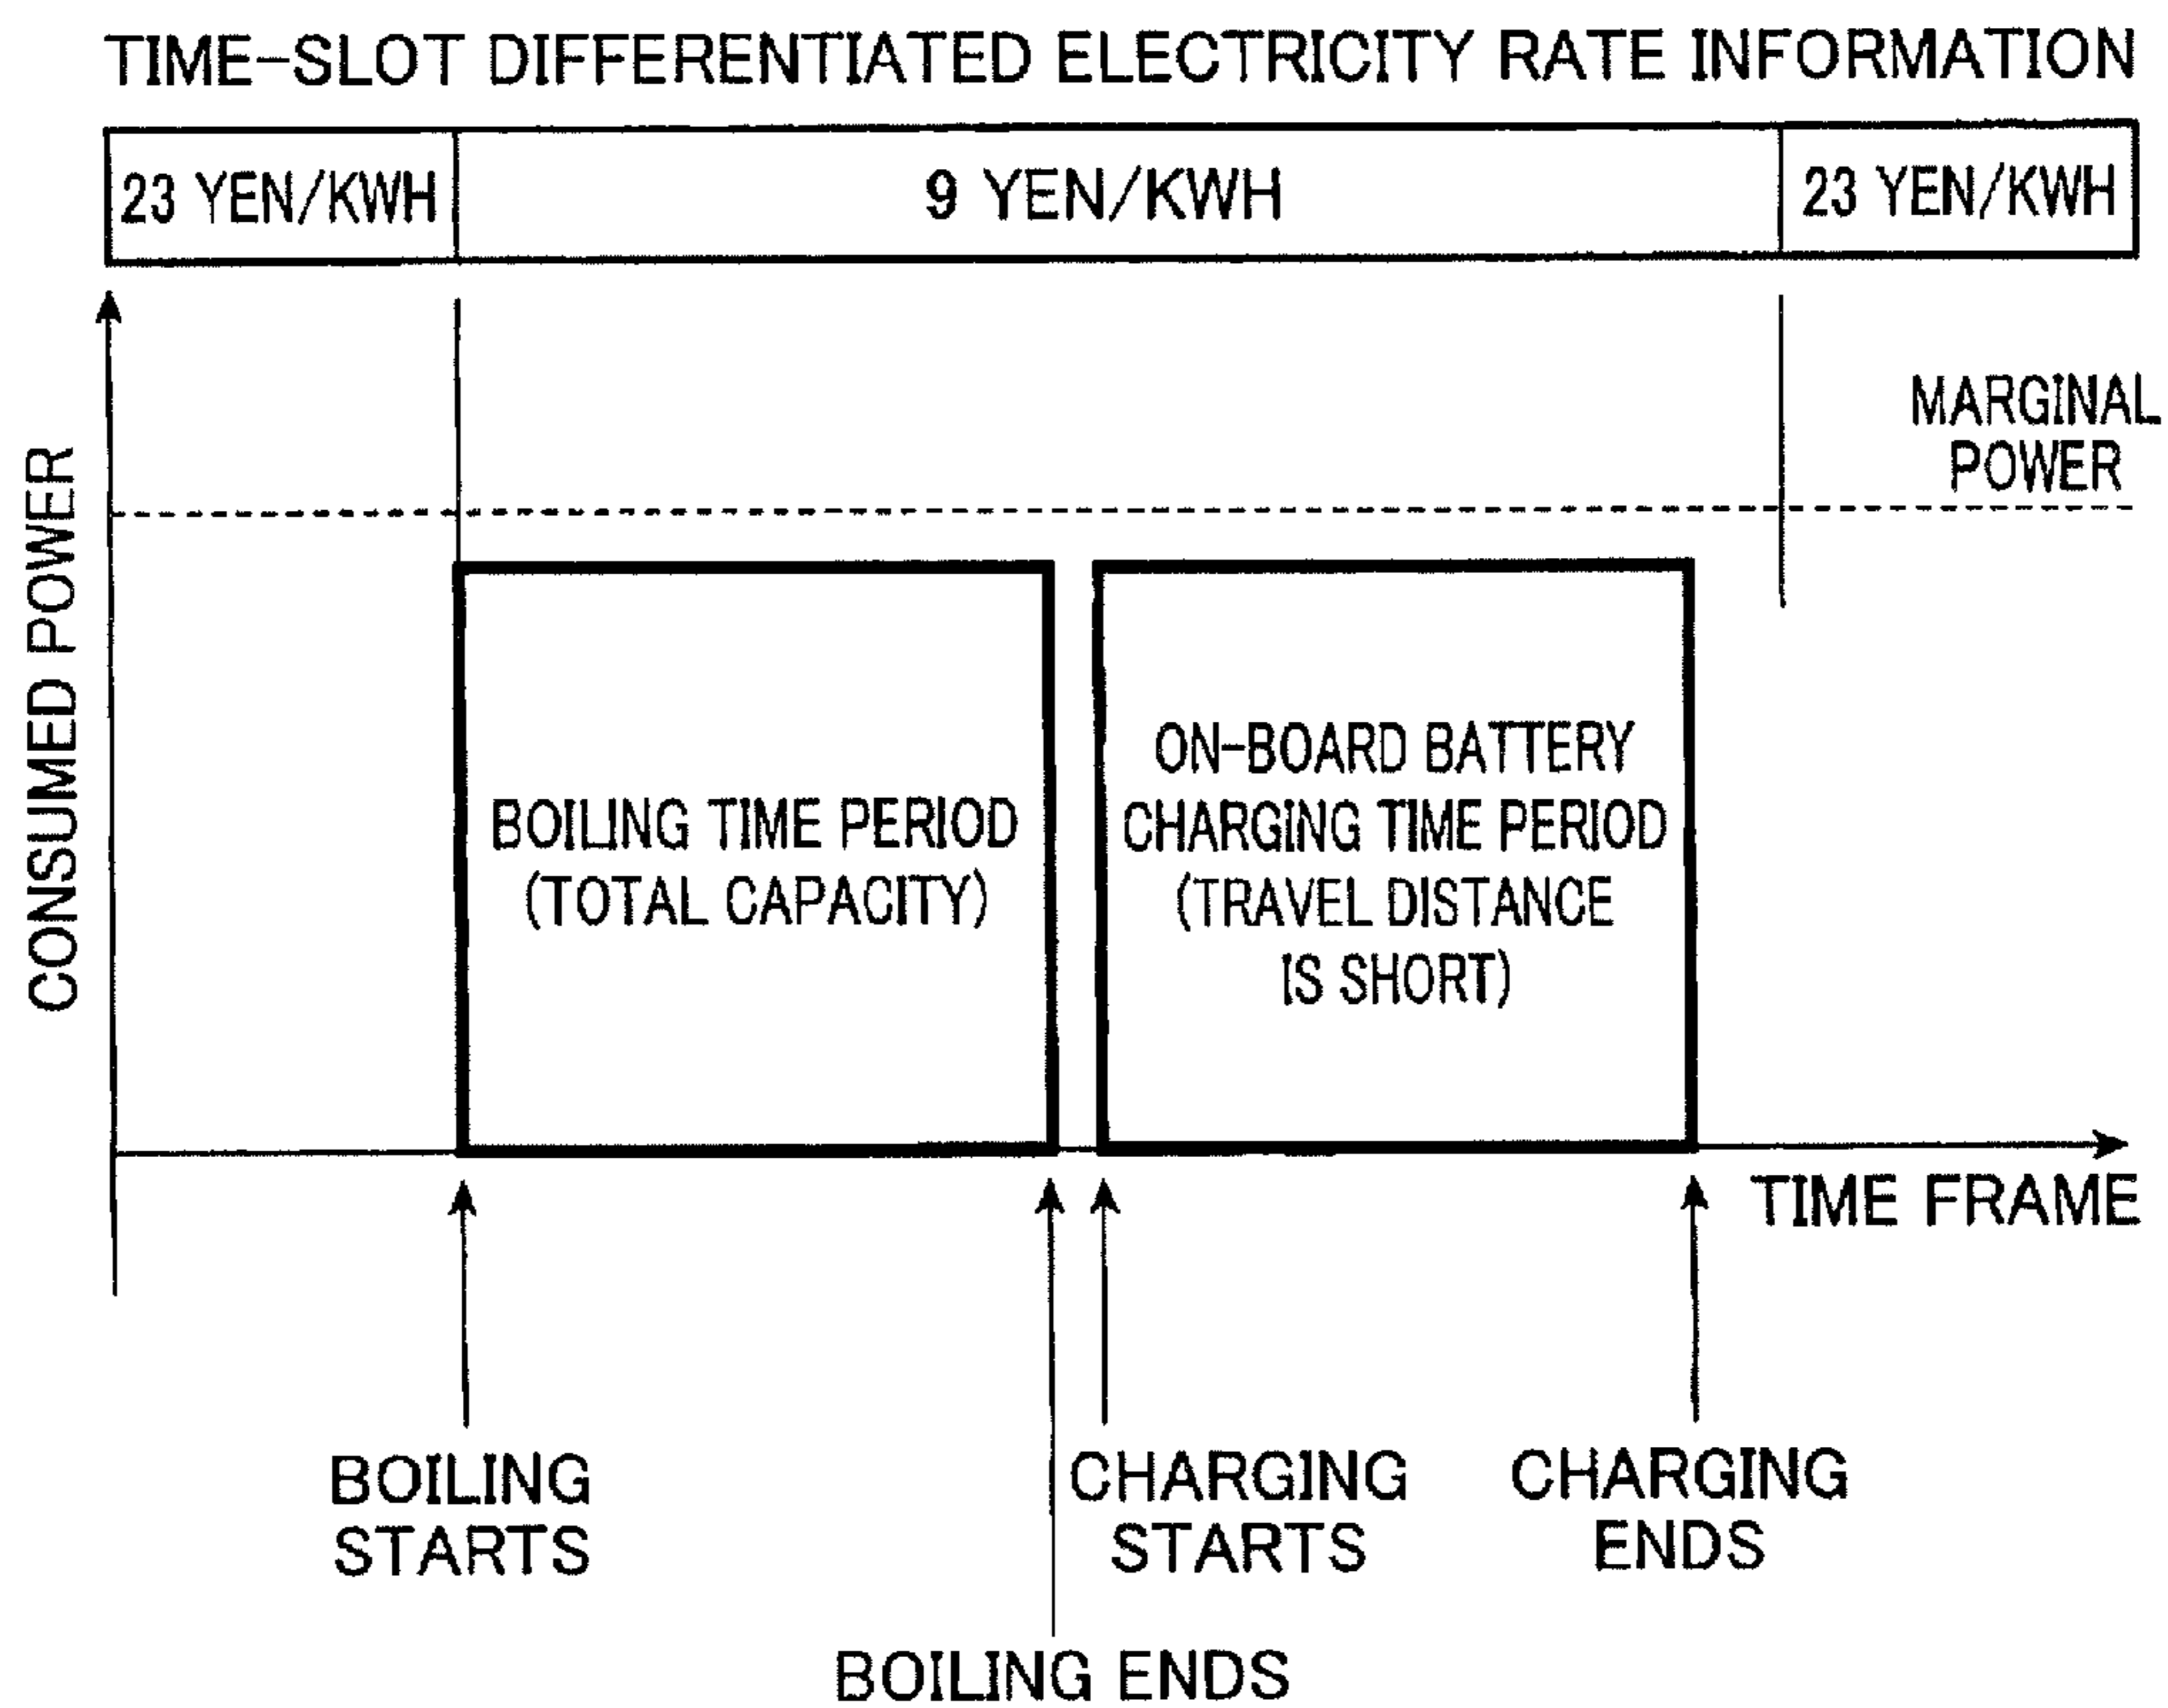 TIME-SLOT DIFFERENTIATED ELECTRICITY RATE INFORMATION
23 YEN/KWH
9 YEN/KWH
23 YEN/KWH
MARGINAL
POWER
CONSUMED POWER
BOILING TIME PERIOD
(TOTAL CAPACITY)
ON-BOARD BATTERY
CHARGING TIME PERIOD
(TRAVEL DISTANCE
IS SHORT)
TIME FRAME
BOILING
STARTS
CHARGING
STARTS
CHARGING
ENDS
BOILING ENDS